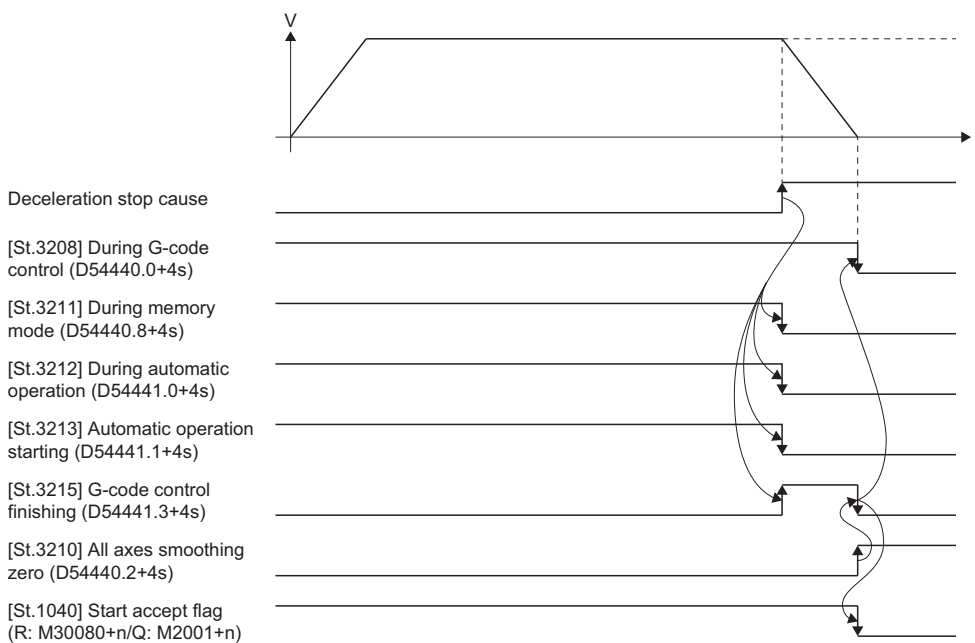 V
Deceleration stop cause
[St.3208] During G-code
control (D54440.0+4s)
[St.3211] During memory
mode (D54440.8+4s)
[St.3212] During automatic
operation (D54441.0+4s)
[St.3213] Automatic operation
starting (D54441.1+4s)
[St.3215] G-code control
finishing (D54441.3+4s)
[St.3210] All axes smoothing
zero (D54440.2+4s)
[St.1040] Start accept flag
(R: M30080+n/Q: M2001+n)